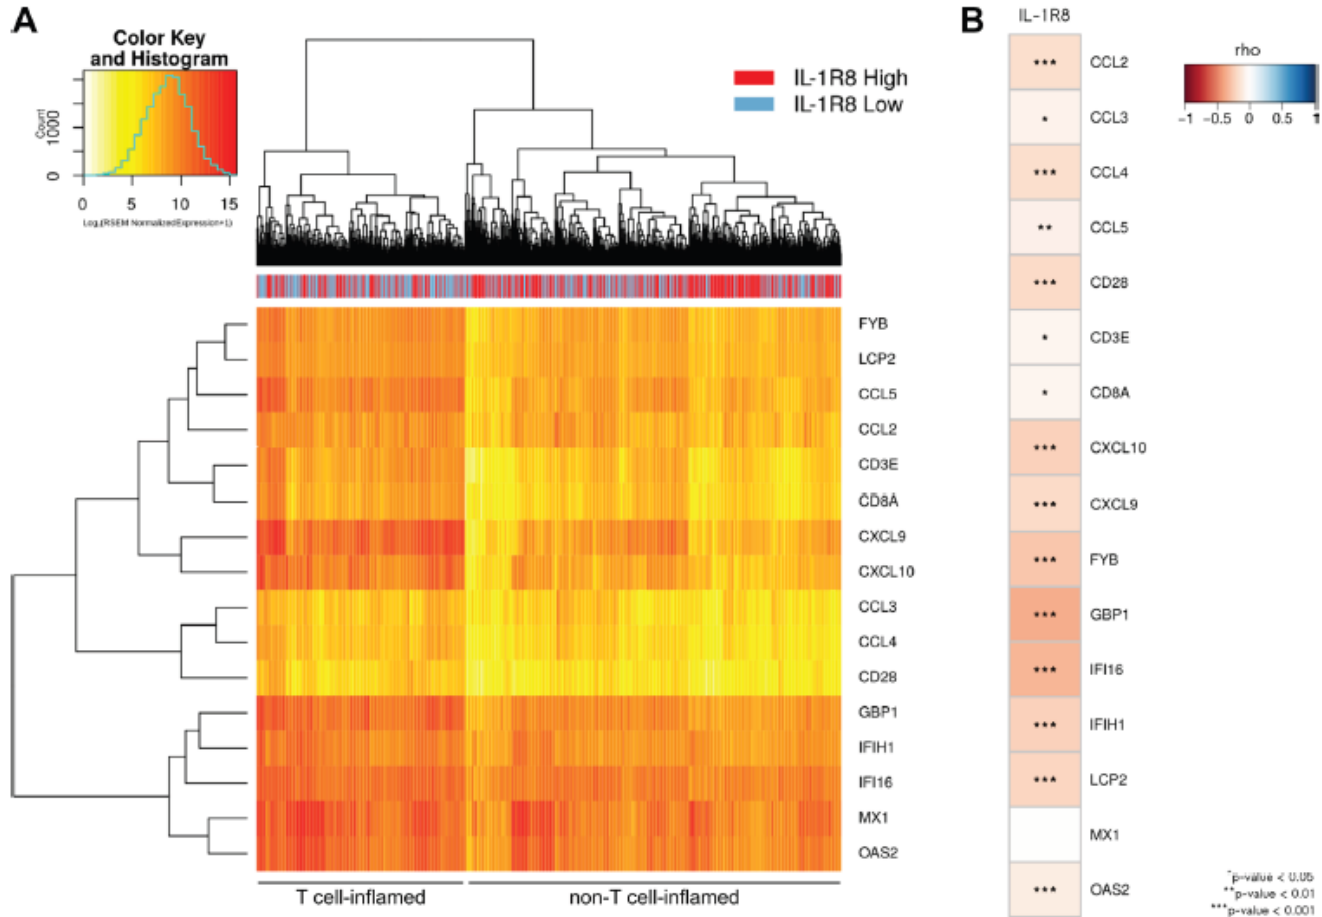 A
Color Key
and Histogram
Count
0 1000
0 5 10 15
Log2(RSEM Normalized Expression+1)
IL-1R8 High
IL-1R8 Low
FYB
LCP2
CCL5
CCL2
CD3E
CD8A
CXCL9
CXCL10
CCL3
CCL4
CD28
GBP1
IFIH1
IFI16
MX1
OAS2
T cell-inflamed
non-T cell-inflamed
B
IL-1R8
*** CCL2
* CCL3
*** CCL4
** CCL5
*** CD28
* CD3E
* CD8A
*** CXCL10
*** CXCL9
*** FYB
*** GBP1
*** IFI16
*** IFIH1
*** LCP2
MX1
*** OAS2
rho
−1 −0.5 0 0.5 1
*p-value < 0.05
**p-value < 0.01
***p-value < 0.001